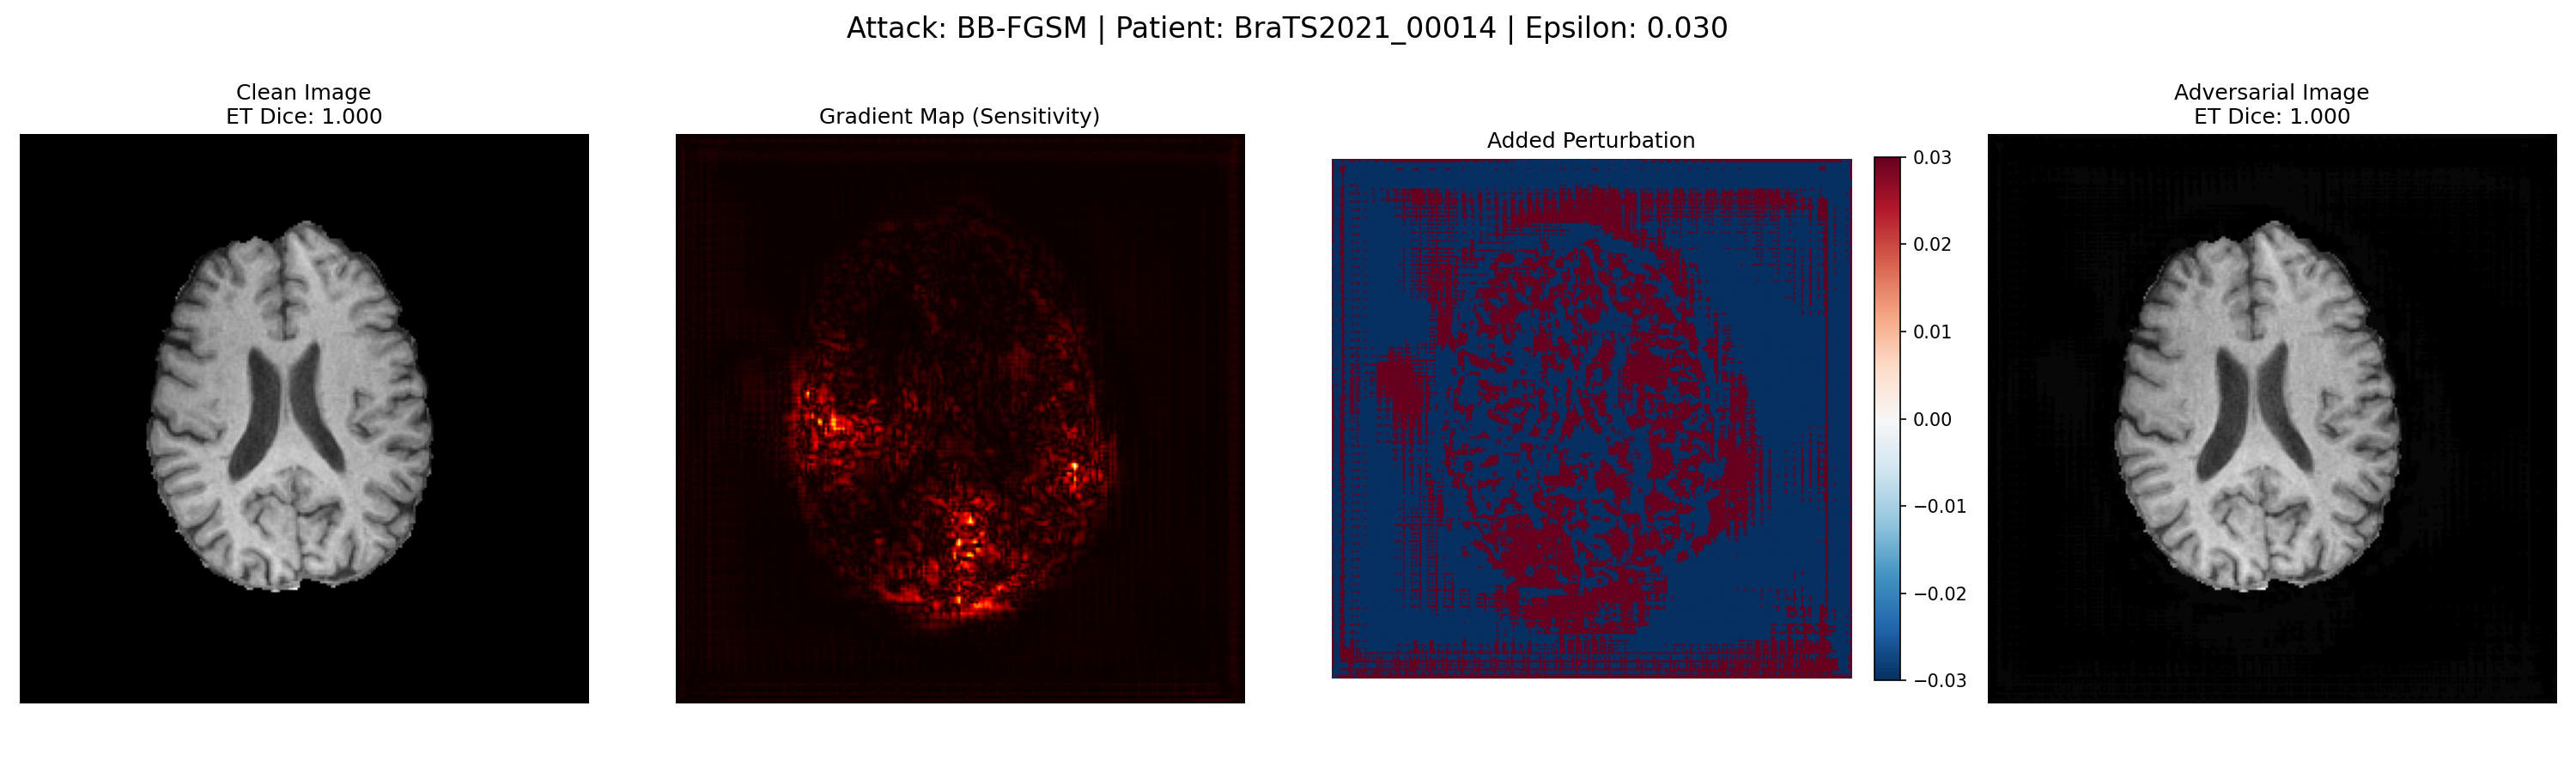 Attack: BB-FGSM | Patient: BraTS2021_00014 | Epsilon: 0.030
Clean Image
ET Dice: 1.000
Gradient Map (Sensitivity)
Added Perturbation
0.03
0.02
0.01
0.00
−0.01
−0.02
−0.03
Adversarial Image
ET Dice: 1.000